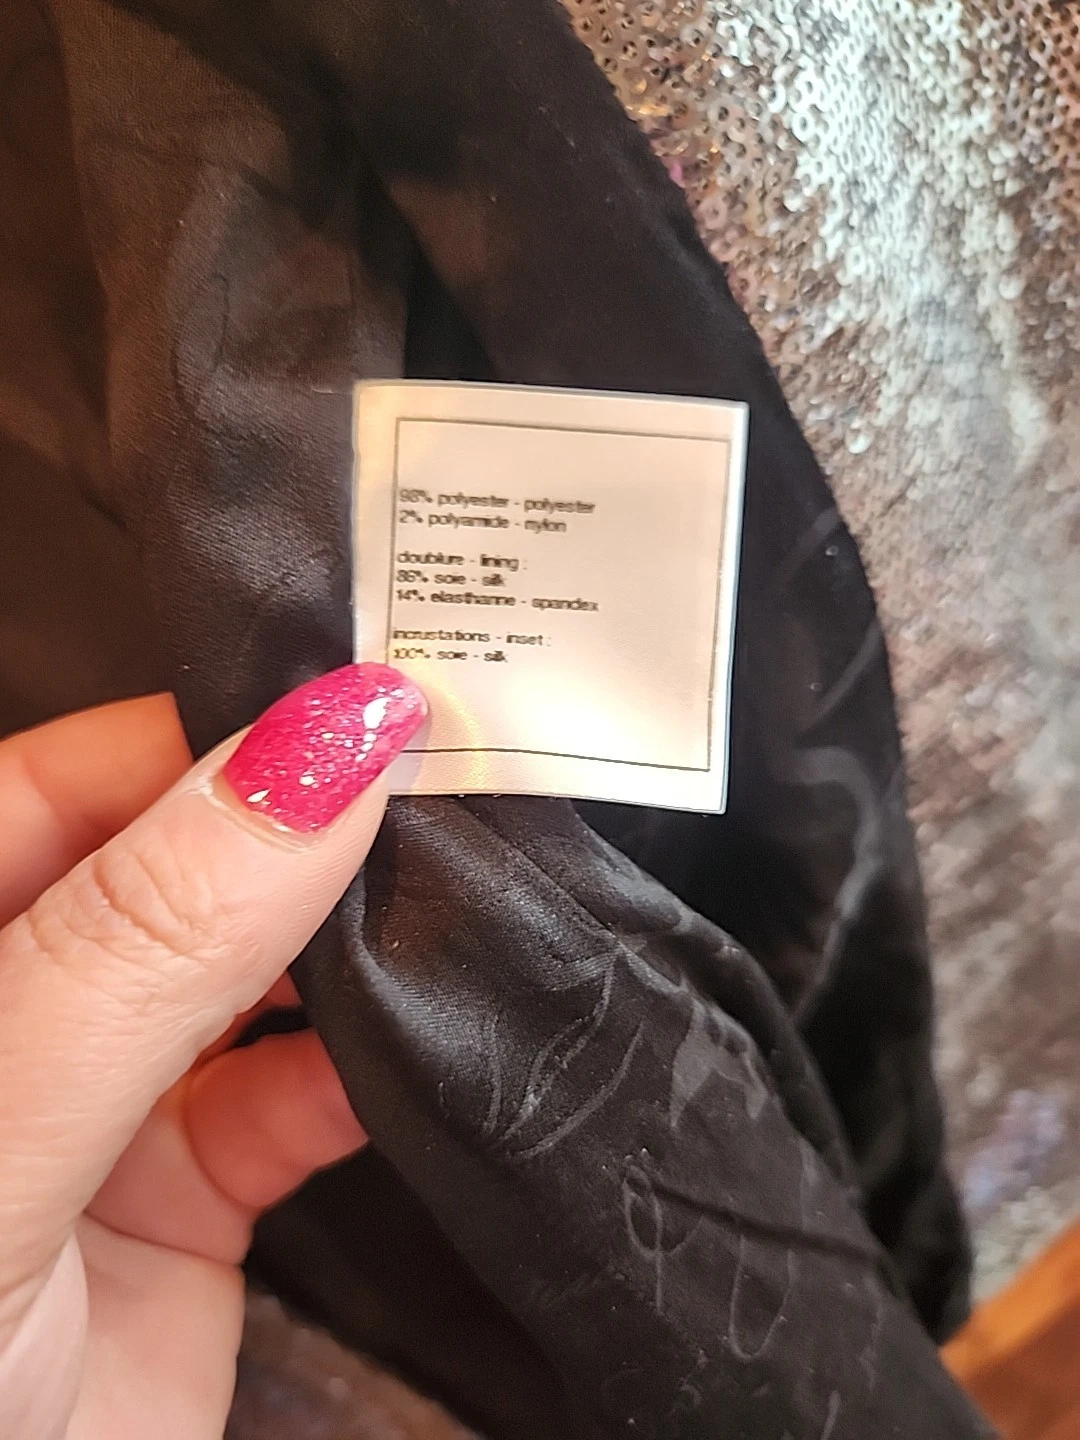 98% polyester - polyester
2% polyamide - nylon
doublure - lining :
86% soie - silk
14% elasthanne - spandex
incrustations - inset :
100% soie - silk